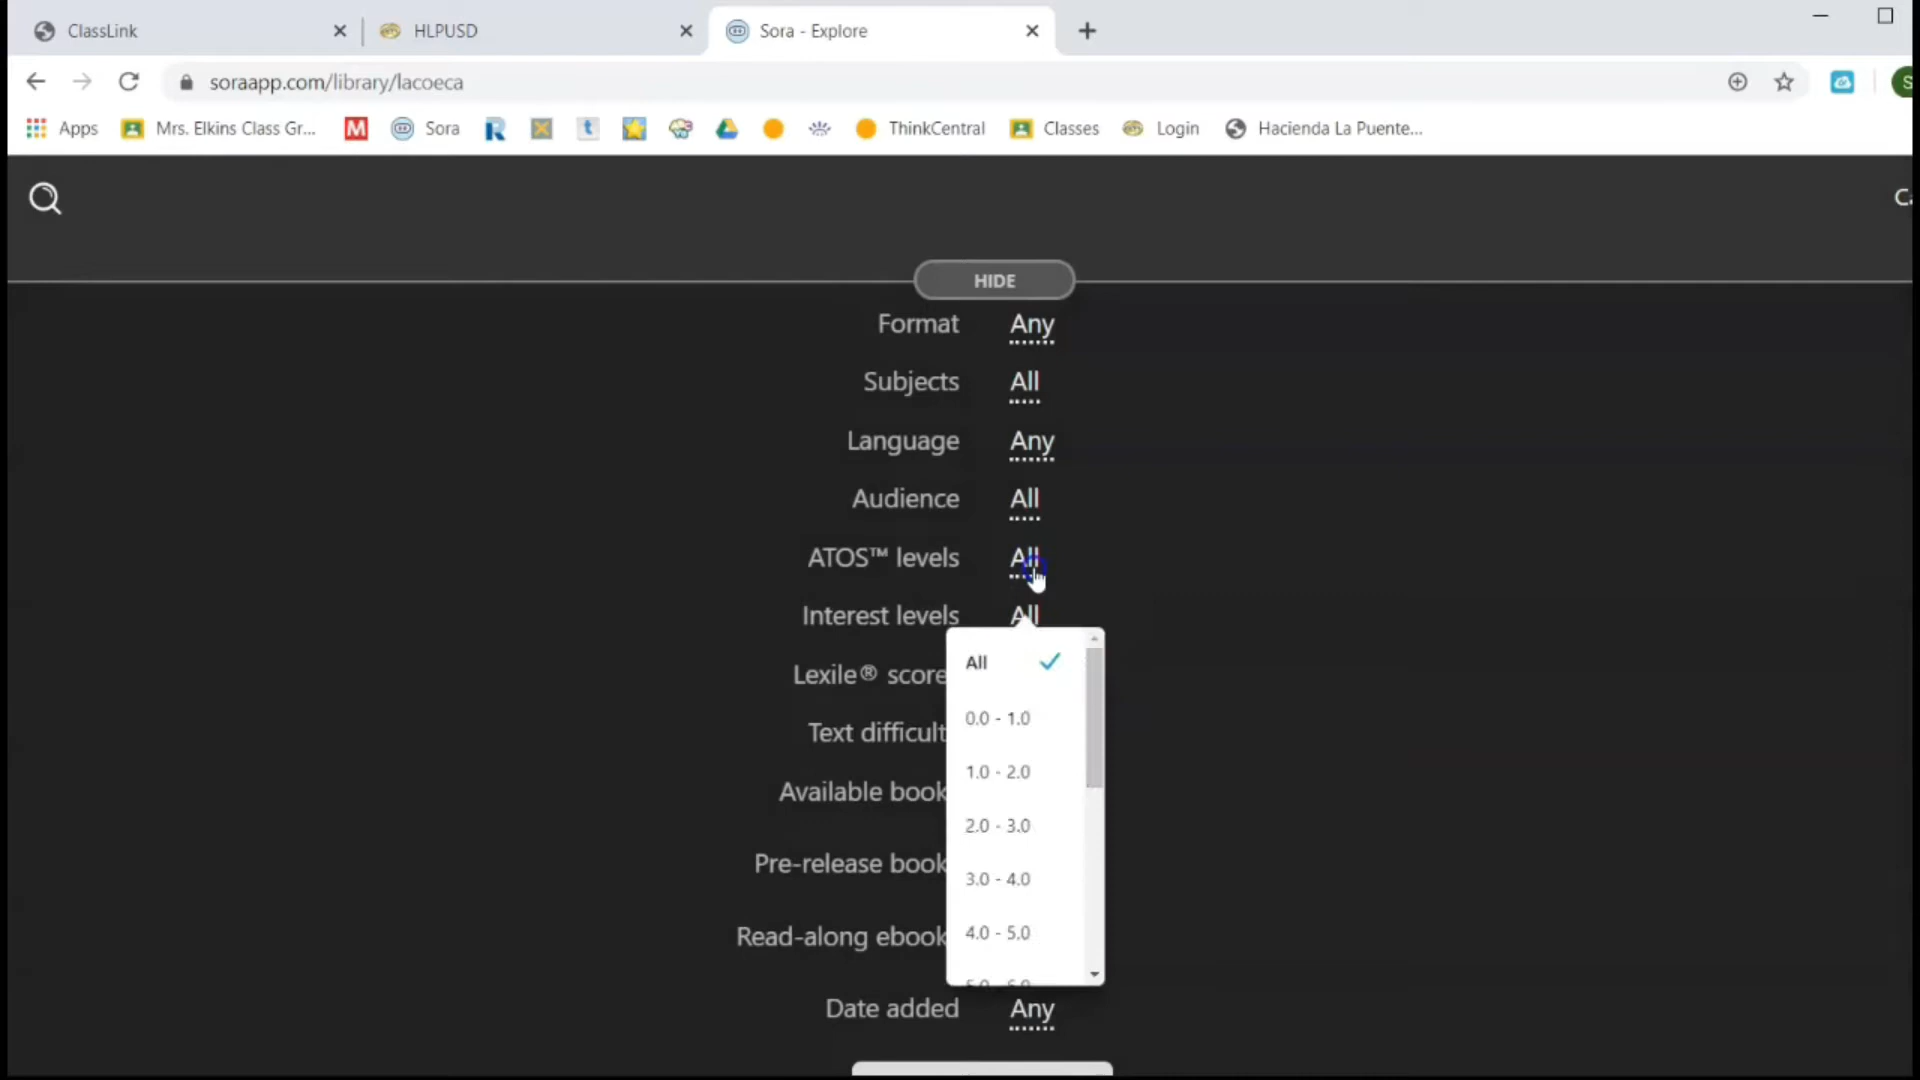 ClassLink
HLPUSD
Sora - Explore
soraapp.com/library/lacoeca
S
Apps
Mrs. Elkins Class Gr...
M
Sora
R
t
ThinkCentral
Classes
Login
Hacienda La Puente...
HIDE
Format Any
Subjects All
Language Any
Audience All
ATOS™ levels All
Interest levels All
Lexile® score
Text difficult
Available book
Pre-release book
Read-along ebook
All
0.0 - 1.0
1.0 - 2.0
2.0 - 3.0
3.0 - 4.0
4.0 - 5.0
Date added Any